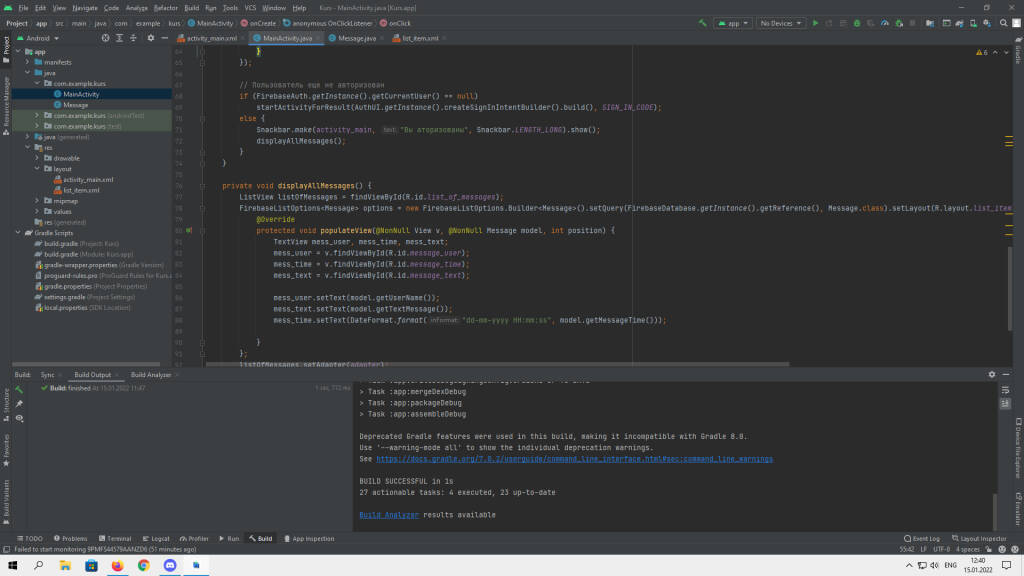 File Edit View Navigate Code Analyze Refactor Build Run Tools VCS Window Help Kurs - MainActivity.java [Kurs.app]
Project app src main java com example kurs MainActivity onCreate anonymous OnClickListener onClick app No Devices
Android activity_main.xml MainActivity.java Message.java list_item.xml
app
manifests
java
com.example.kurs
MainActivity
Message
com.example.kurs (androidTest)
com.example.kurs (test)
java (generated)
res
drawable
layout
activity_main.xml
list_item.xml
mipmap
values
res (generated)
Gradle Scripts
build.gradle (Project: Kurs)
build.gradle (Module: Kurs.app)
gradle-wrapper.properties (Gradle Version)
proguard-rules.pro (ProGuard Rules for Kurs.a
gradle.properties (Project Properties)
settings.gradle (Project Settings)
local.properties (SDK Location)
6
64 }
65 });
66
67 // Пользователь еще не авторизован
68 if (FirebaseAuth.getInstance().getCurrentUser() == null)
69 startActivityForResult(AuthUI.getInstance().createSignInIntentBuilder().build(), SIGN_IN_CODE);
70 else {
71 Snackbar.make(activity_main, text: "Вы аторизованы", Snackbar.LENGTH_LONG).show();
72 displayAllMessages();
73 }
74 }
75
76 private void displayAllMessages() {
77 ListView listOfMessages = findViewById(R.id.list_of_messages);
78 FirebaseListOptions<Message> options = new FirebaseListOptions.Builder<Message>().setQuery(FirebaseDatabase.getInstance().getReference(), Message.class).setLayout(R.layout.list_item
79 @Override
80 protected void populateView(@NonNull View v, @NonNull Message model, int position) {
81 TextView mess_user, mess_time, mess_text;
82 mess_user = v.findViewById(R.id.message_user);
83 mess_time = v.findViewById(R.id.message_time);
84 mess_text = v.findViewById(R.id.message_text);
85
86 mess_user.setText(model.getUserName());
87 mess_text.setText(model.getTextMessage());
88 mess_time.setText(DateFormat.format( inFormat: "dd-mm-yyyy HH:mm:ss", model.getMessageTime()));
89
90 }
91 };
92 listOfMessages.setAdapter(adapter);
Project
Resource Manager
Structure
Favorites
Build Variants
Gradle
Device File Explorer
Emulator
Build: Sync Build Output Build Analyzer
Build: finished At 15.01.2022 11:47 1 sec, 712 ms
> Task :app:mergeDexDebug
> Task :app:packageDebug
> Task :app:assembleDebug
Deprecated Gradle features were used in this build, making it incompatible with Gradle 8.0.
Use '--warning-mode all' to show the individual deprecation warnings.
See https://docs.gradle.org/7.0.2/userguide/command_line_interface.html#sec:command_line_warnings
BUILD SUCCESSFUL in 1s
27 actionable tasks: 4 executed, 23 up-to-date
Build Analyzer results available
TODO Problems Terminal Logcat Profiler Run Build App Inspection Event Log Layout Inspector
Failed to start monitoring 9PMFS44579AANZD6 (51 minutes ago) 55:42 LF UTF-8 4 spaces
ENG 12:40
15.01.2022